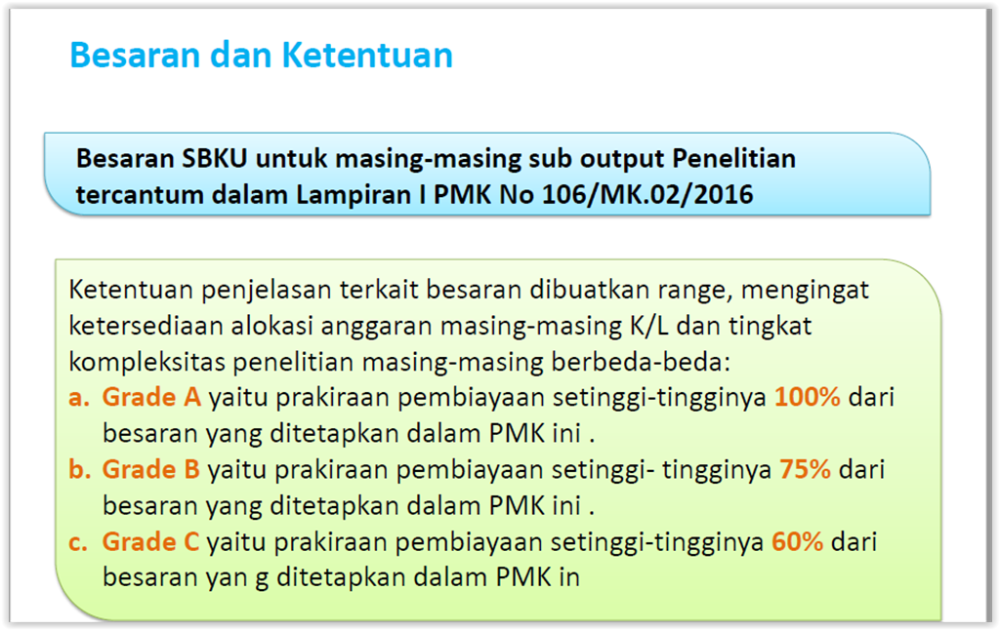 Besaran dan Ketentuan
Besaran SBKU untuk masing-masing sub output Penelitian
tercantum dalam Lampiran I PMK No 106/MK.02/2016
Ketentuan penjelasan terkait besaran dibuatkan range, mengingat
ketersediaan alokasi anggaran masing-masing K/L dan tingkat
kompleksitas penelitian masing-masing berbeda-beda:
a. Grade A yaitu prakiraan pembiayaan setinggi-tingginya 100% dari
besaran yang ditetapkan dalam PMK ini .
b. Grade B yaitu prakiraan pembiayaan setinggi- tingginya 75% dari
besaran yang ditetapkan dalam PMK ini .
c. Grade C yaitu prakiraan pembiayaan setinggi-tingginya 60% dari
besaran yan g ditetapkan dalam PMK in